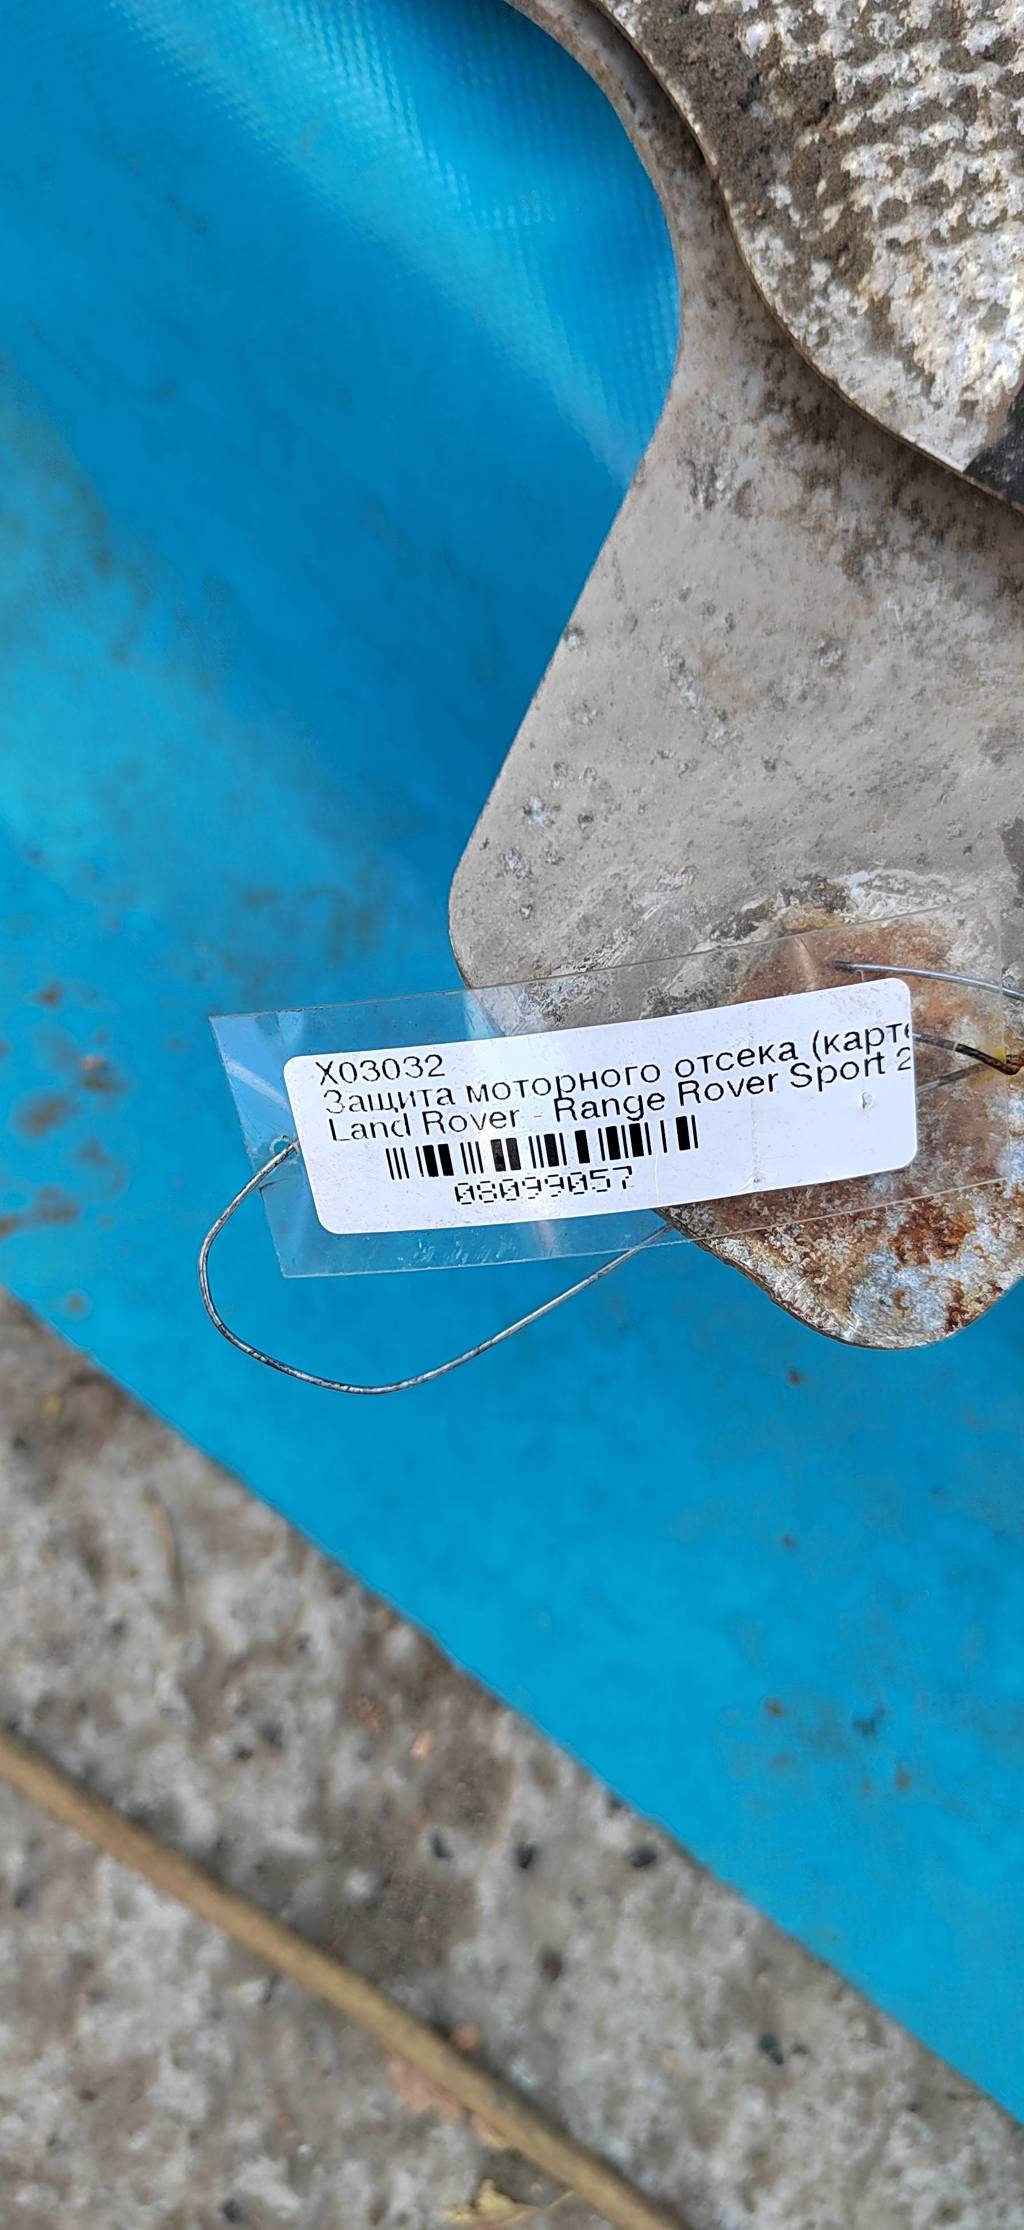 X03032
Защита моторного отсека (карте
Land Rover - Range Rover Sport 2
08099057